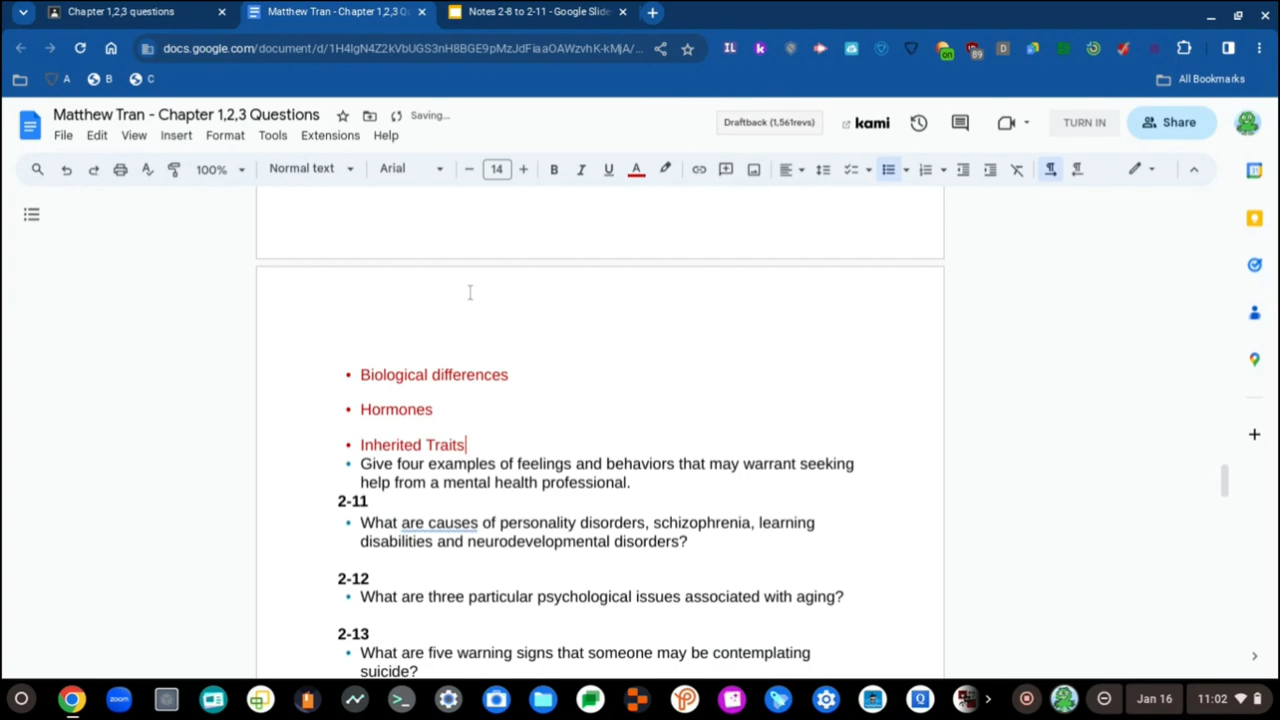 Chapter 1,2,3 questions
Matthew Tran - Chapter 1,2,3 Q
Notes 2-8 to 2-11 - Google Slide
docs.google.com/document/d/1H4lgN4Z2kVbUGS3nH8BGE9pMzJdFiaaOAWzvhK-kMjA/...
IL
k
on
89
D
A
B
C
All Bookmarks
Matthew Tran - Chapter 1,2,3 Questions
Saving...
Draftback (1,561revs)
kami
TURN IN
Share
File Edit View Insert Format Tools Extensions Help
100% Normal text Arial 14 B I U A
• Biological differences
• Hormones
• Inherited Traits
• Give four examples of feelings and behaviors that may warrant seeking
help from a mental health professional.
2-11
• What are causes of personality disorders, schizophrenia, learning
disabilities and neurodevelopmental disorders?
2-12
• What are three particular psychological issues associated with aging?
2-13
• What are five warning signs that someone may be contemplating
suicide?
zoom
Q
Jan 16
11:02